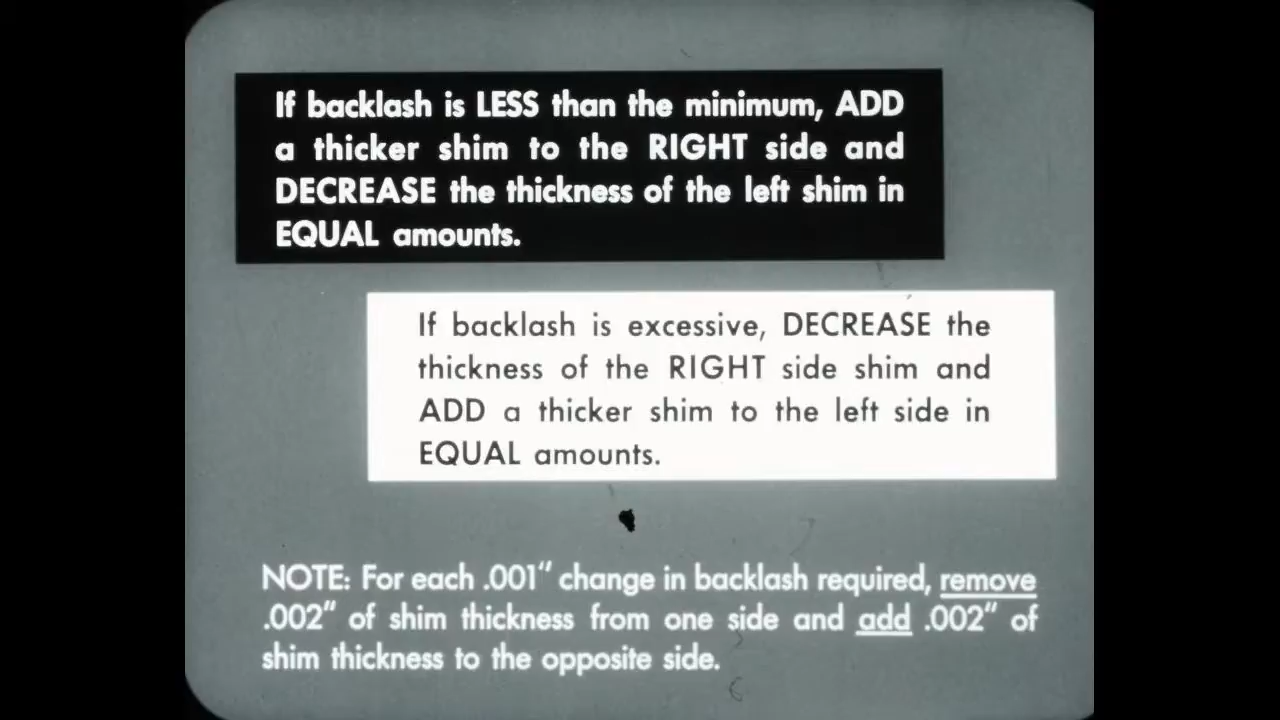 If backlash is LESS than the minimum, ADD
a thicker shim to the RIGHT side and
DECREASE the thickness of the left shim in
EQUAL amounts.
If backlash is excessive, DECREASE the
thickness of the RIGHT side shim and
ADD a thicker shim to the left side in
EQUAL amounts.
NOTE: For each .001" change in backlash required, remove
.002" of shim thickness from one side and add .002" of
shim thickness to the opposite side.